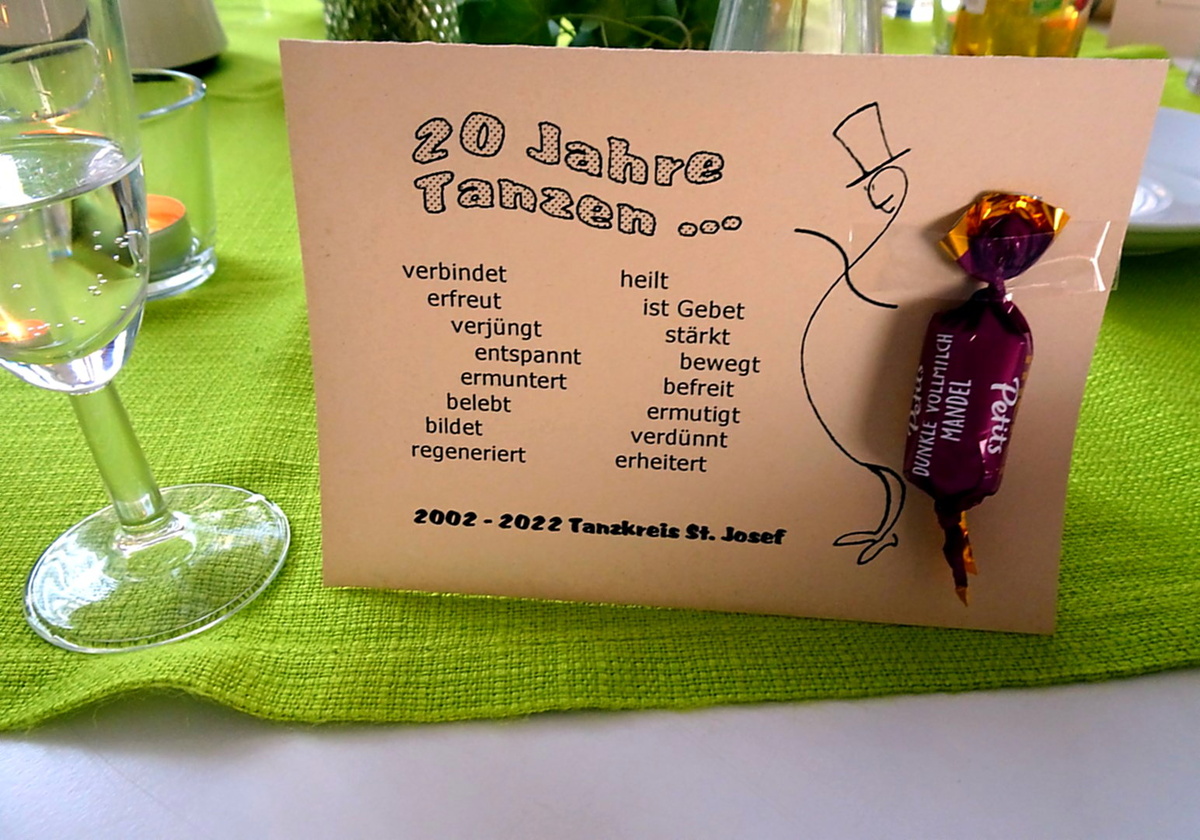 20 Jahre
Tanzen ...
verbindet
erfreut
verjüngt
entspannt
ermuntert
belebt
bildet
regeneriert
heilt
ist Gebet
stärkt
bewegt
befreit
ermutigt
verdünnt
erheitert
2002 - 2022 Tanzkreis St. Josef
Petits
DUNKLE VOLLMILCH
MANDEL